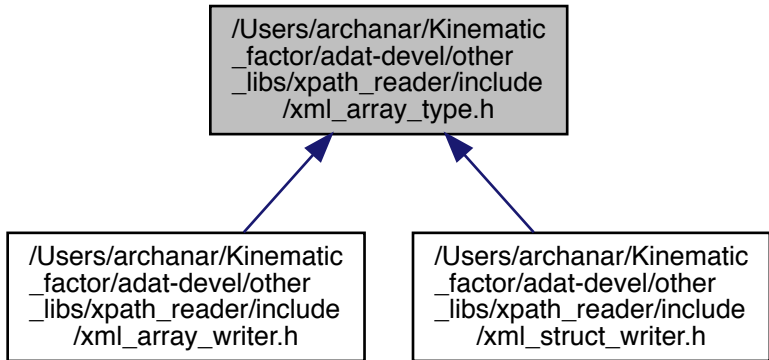 /Users/archanar/Kinematic
_factor/adat-devel/other
_libs/xpath_reader/include
/xml_array_type.h
/Users/archanar/Kinematic
_factor/adat-devel/other
_libs/xpath_reader/include
/xml_array_writer.h
/Users/archanar/Kinematic
_factor/adat-devel/other
_libs/xpath_reader/include
/xml_struct_writer.h